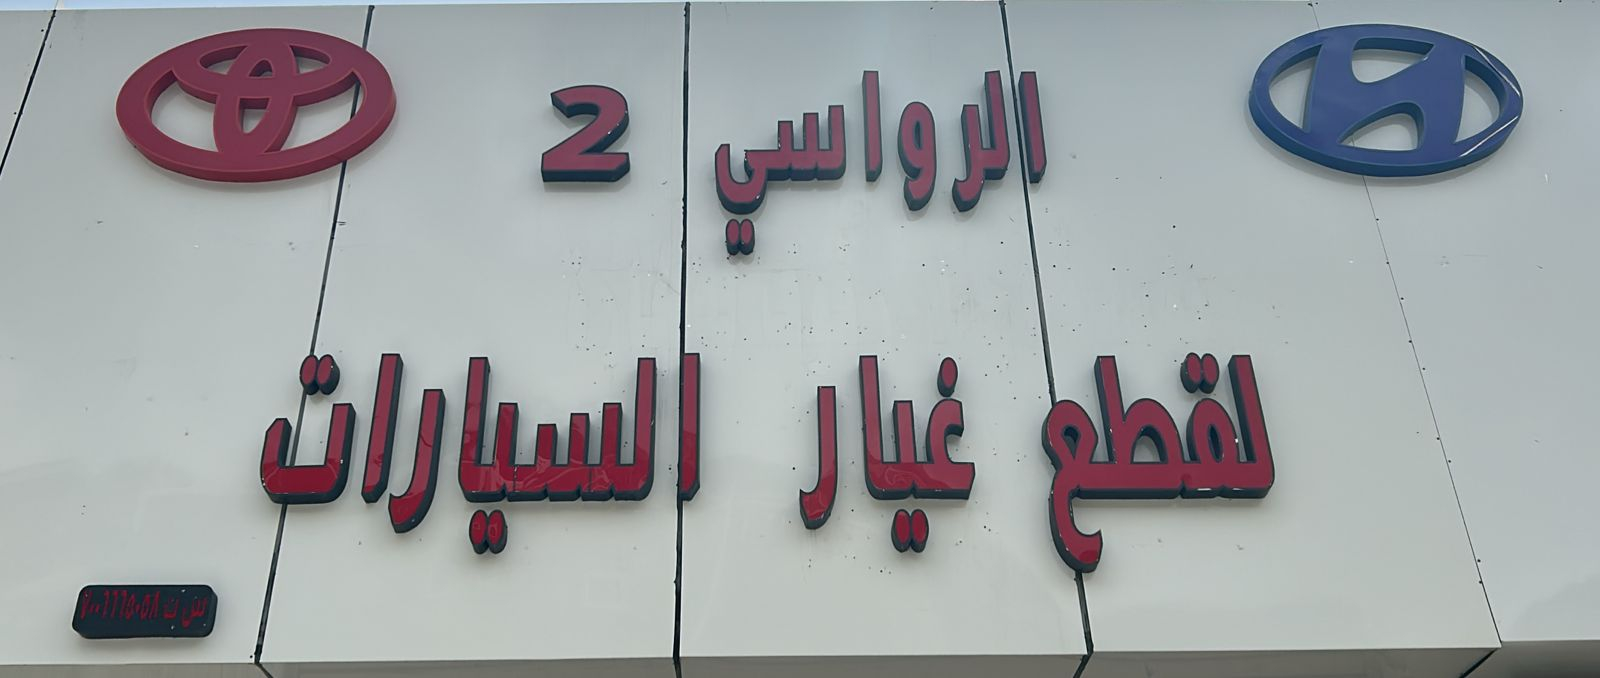 الرواسي 2
لقطع غيار السيارات
س ت